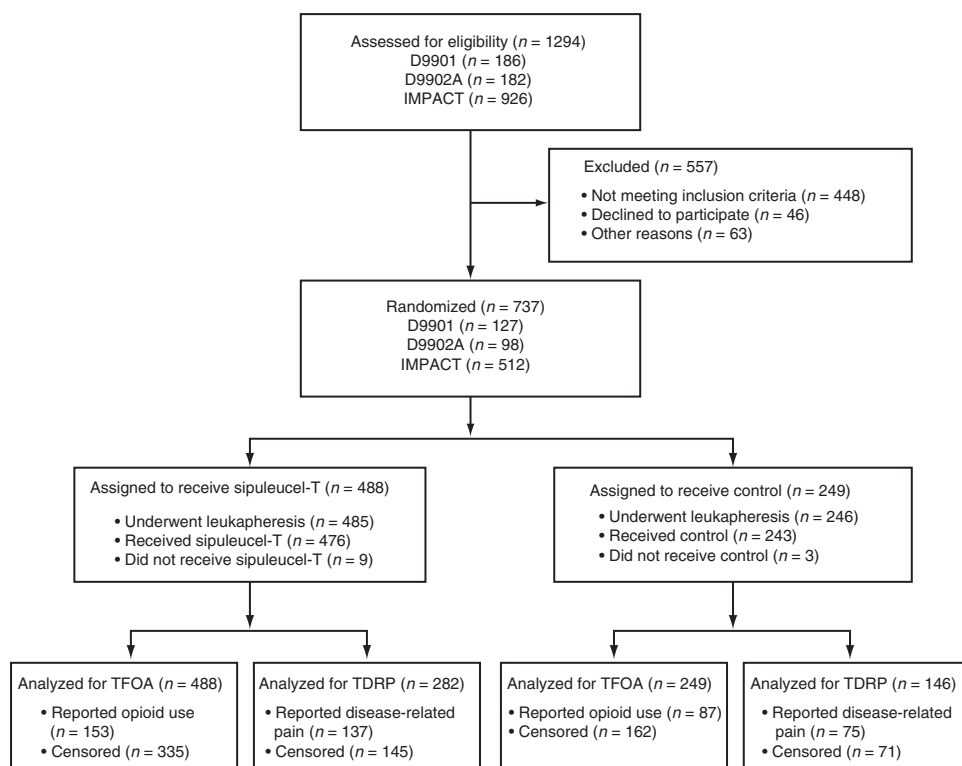 Assessed for eligibility (n = 1294)
D9901 (n = 186)
D9902A (n = 182)
IMPACT (n = 926)
Excluded (n = 557)
• Not meeting inclusion criteria (n = 448)
• Declined to participate (n = 46)
• Other reasons (n = 63)
Randomized (n = 737)
D9901 (n = 127)
D9902A (n = 98)
IMPACT (n = 512)
Assigned to receive sipuleucel-T (n = 488)
• Underwent leukapheresis (n = 485)
• Received sipuleucel-T (n = 476)
• Did not receive sipuleucel-T (n = 9)
Assigned to receive control (n = 249)
• Underwent leukapheresis (n = 246)
• Received control (n = 243)
• Did not receive control (n = 3)
Analyzed for TFOA (n = 488)
• Reported opioid use
(n = 153)
• Censored (n = 335)
Analyzed for TDRP (n = 282)
• Reported disease-related
pain (n = 137)
• Censored (n = 145)
Analyzed for TFOA (n = 249)
• Reported opioid use (n = 87)
• Censored (n = 162)
Analyzed for TDRP (n = 146)
• Reported disease-related
pain (n = 75)
• Censored (n = 71)